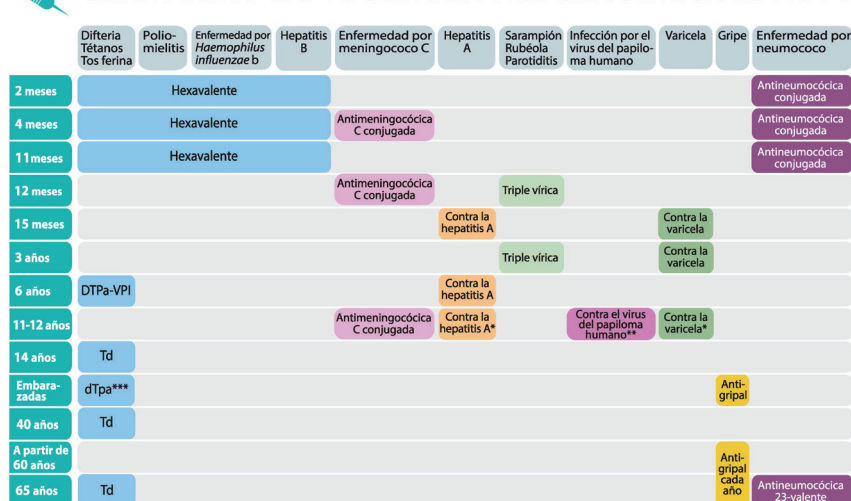 Difteria
Tétanos
Tos ferina
Polio-
mielitis
Enfermedad por
Haemophilus
influenzae b
Hepatitis
B
Enfermedad por
meningococo C
Hepatitis
A
Sarampión
Rubéola
Parotiditis
Infección por el
virus del papilo-
ma humano
Varicela
Gripe
Enfermedad por
neumococo
2 meses
Hexavalente
Antineumocócica
conjugada
4 meses
Hexavalente
Antimeningocócica
C conjugada
Antineumocócica
conjugada
11 meses
Hexavalente
Antineumocócica
conjugada
12 meses
Antimeningocócica
C conjugada
Triple vírica
15 meses
Contra la
hepatitis A
Contra la
varicela
3 años
Triple vírica
Contra la
varicela
6 años
DTPa-VPI
Contra la
hepatitis A
11-12 años
Antimeningocócica
C conjugada
Contra la
hepatitis A*
Contra el virus
del papiloma
humano**
Contra la
varicela*
14 años
Td
Embara-
zadas
dTpa***
Anti-
gripal
40 años
Td
A partir de
60 años
Anti-
gripal
cada
año
65 años
Td
Antineumocócica
23-valente